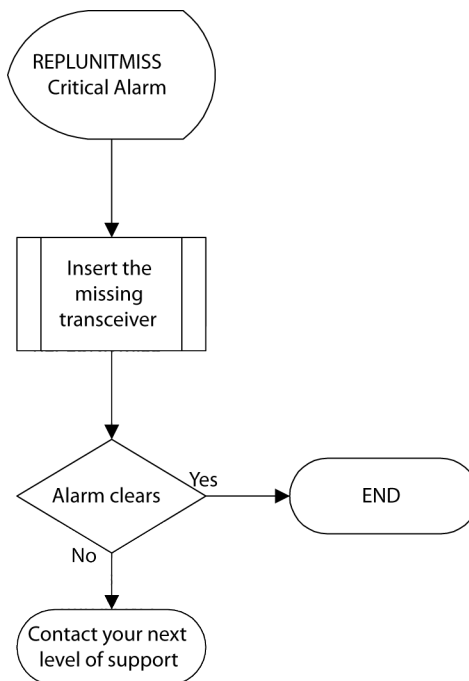 REPLUNITMISS
Critical Alarm
Insert the
missing
transceiver
Alarm clears
Yes
END
No
Contact your next
level of support